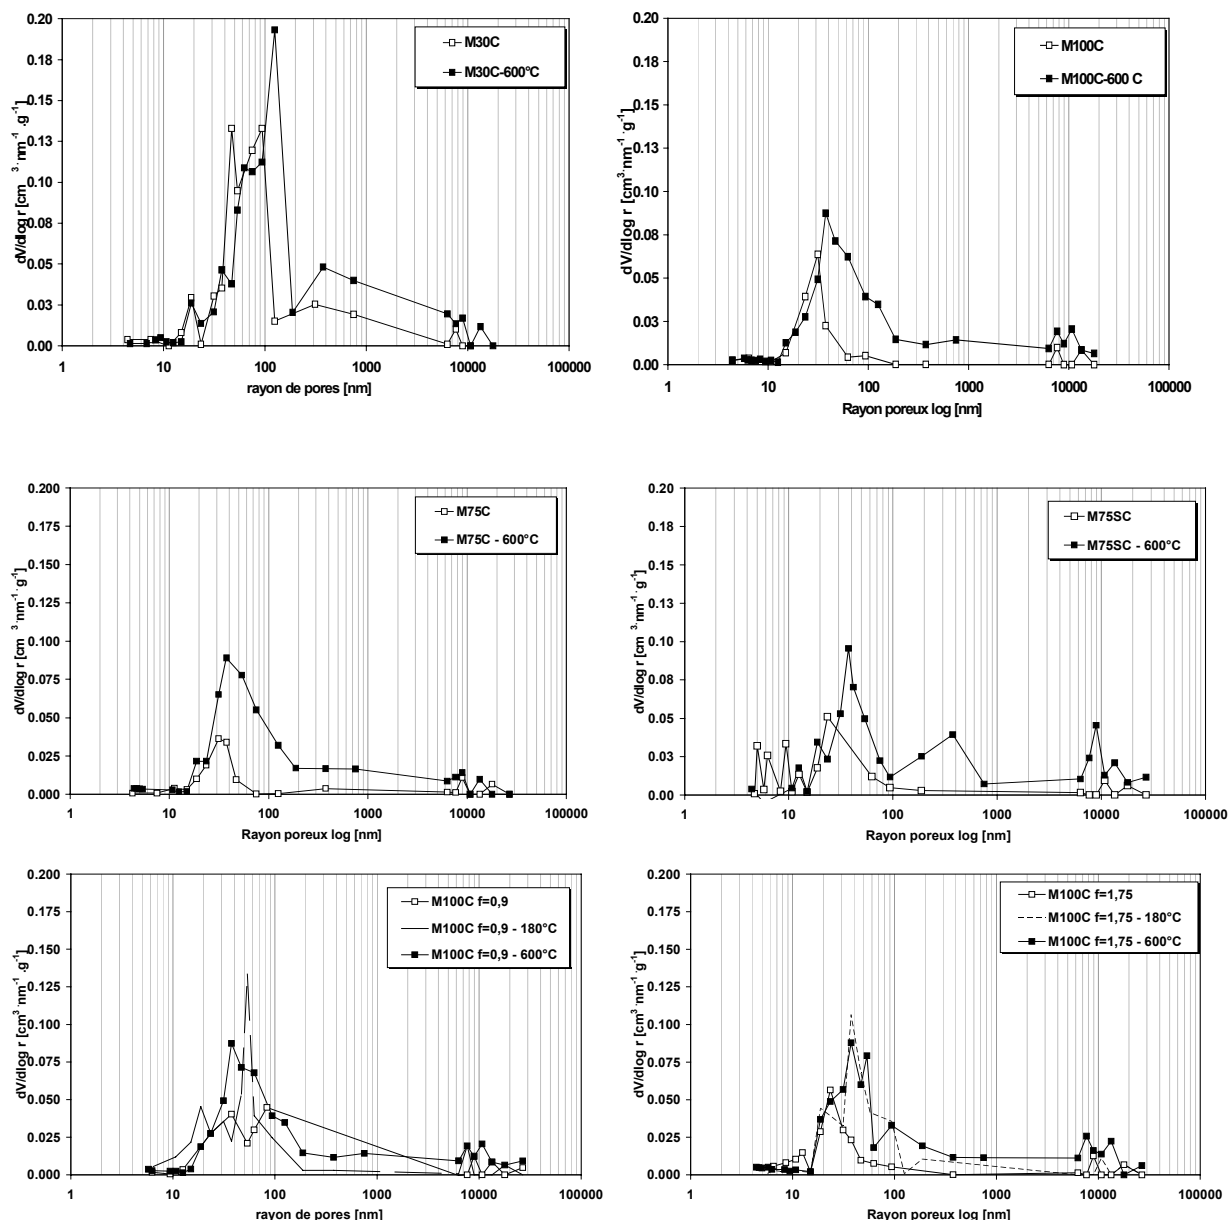 0.20
0.18
0.15
0.13
0.10
0.08
0.05
0.03
0.00
dV/dlog r [cm³·nm⁻¹ .g⁻¹]
1 10 100 1000 10000 100000
rayon de pores [nm]
M30C
M30C-600°C
0.20
0.18
0.15
0.13
0.10
0.08
0.05
0.03
0.00
dV/dlog r [cm³·nm⁻¹·g⁻¹]
1 10 100 1000 10000 100000
Rayon poreux log [nm]
M100C
M100C-600 C
0.200
0.175
0.150
0.125
0.100
0.075
0.050
0.025
0.000
dV/dlog r [cm³·nm⁻¹·g⁻¹]
1 10 100 1000 10000 100000
Rayon poreux log [nm]
M75C
M75C - 600°C
0.20
0.18
0.15
0.13
0.10
0.08
0.05
0.03
0.00
dV/dlog r [cm³·nm⁻¹·g⁻¹]
1 10 100 1000 10000 100000
Rayon poreux log [nm]
M75SC
M75SC - 600°C
0.200
0.175
0.150
0.125
0.100
0.075
0.050
0.025
0.000
dV/dlog r [cm³·nm⁻¹.g⁻¹]
1 10 100 1000 10000 100000
rayon de pores [nm]
M100C f=0,9
M100C f=0,9 - 180°C
M100C f=0,9 - 600°C
0.200
0.175
0.150
0.125
0.100
0.075
0.050
0.025
0.000
dV/dlog r [cm³·nm⁻¹·g⁻¹]
1 10 100 1000 10000 100000
Rayon poreux log [nm]
M100C f=1,75
M100C f=1,75 - 180°C
M100C f=1,75 - 600°C